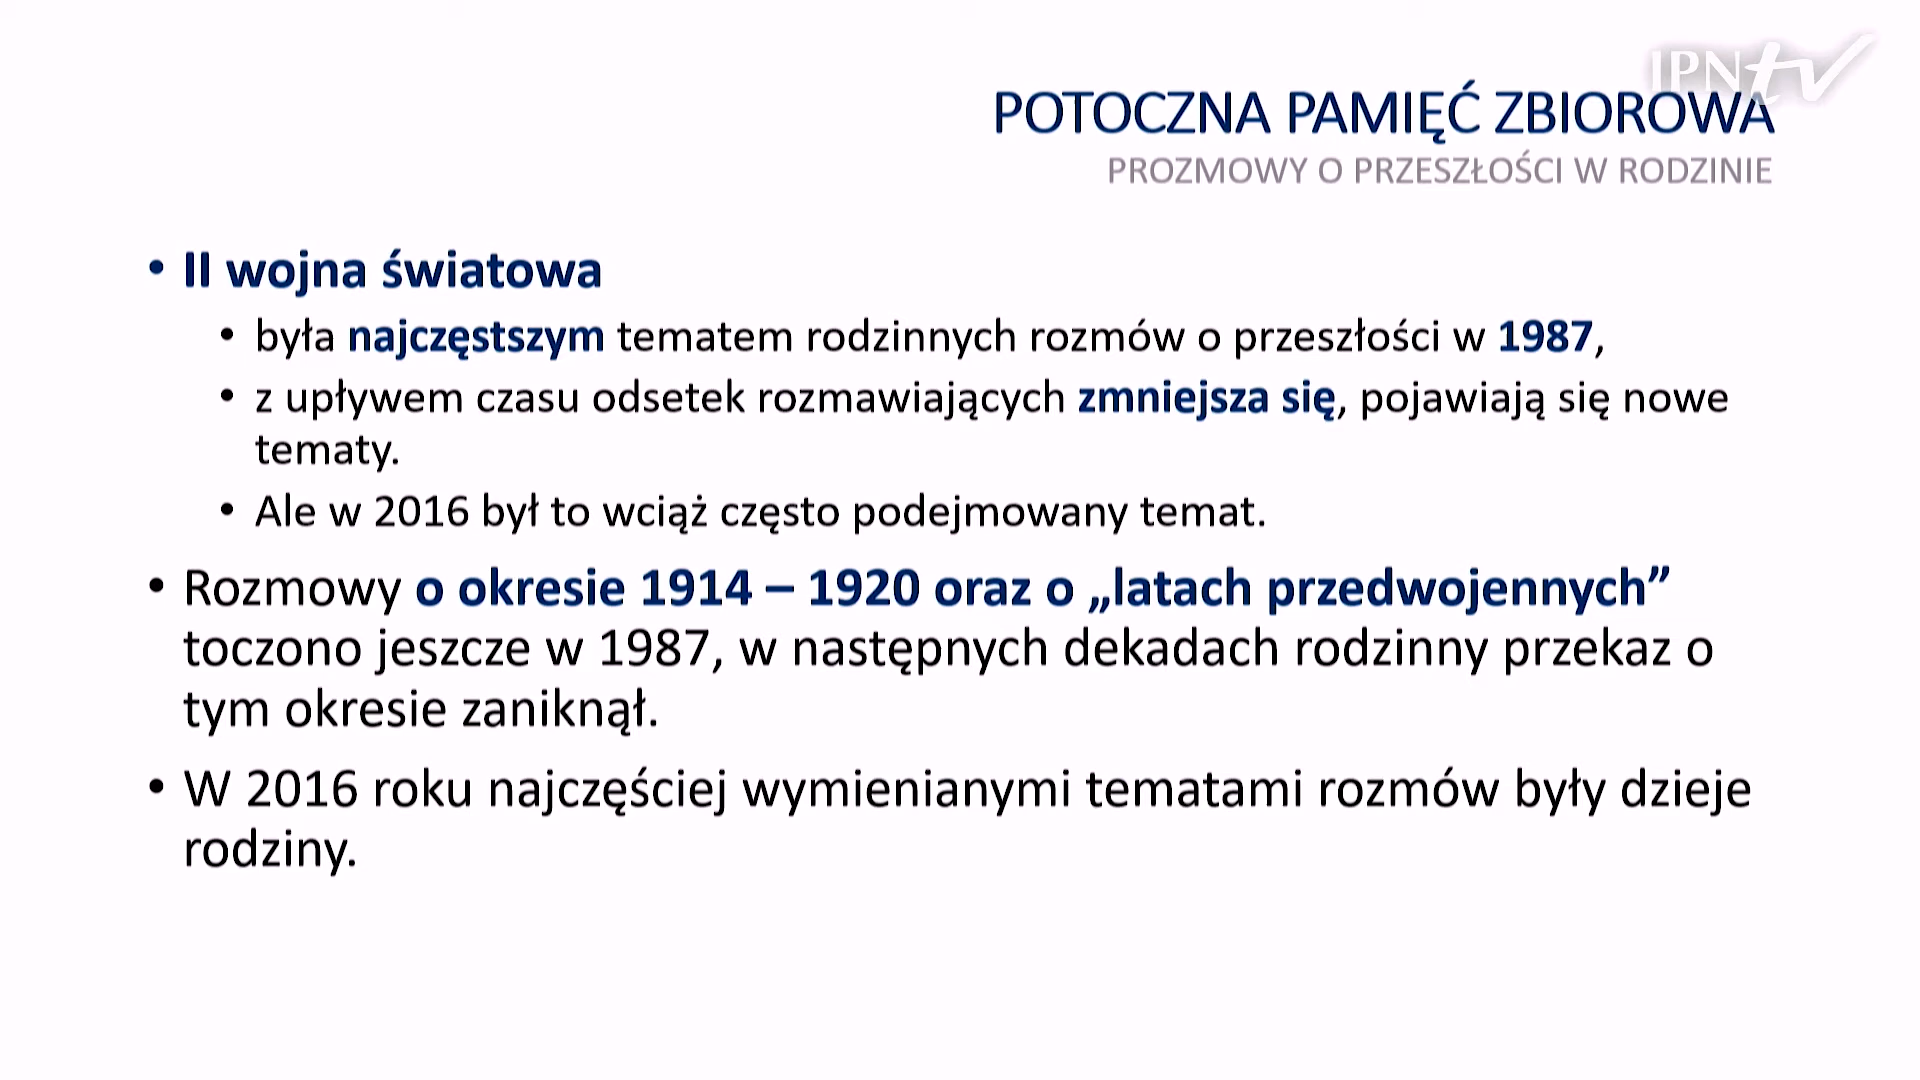 IPNtv
POTOCZNA PAMIĘĆ ZBIOROWA
PROZMOWY O PRZESZŁOŚCI W RODZINIE
• II wojna światowa
• była najczęstszym tematem rodzinnych rozmów o przeszłości w 1987,
• z upływem czasu odsetek rozmawiających zmniejsza się, pojawiają się nowe
tematy.
• Ale w 2016 był to wciąż często podejmowany temat.
• Rozmowy o okresie 1914 – 1920 oraz o „latach przedwojennych”
toczono jeszcze w 1987, w następnych dekadach rodzinny przekaz o
tym okresie zaniknął.
• W 2016 roku najczęściej wymienianymi tematami rozmów były dzieje
rodziny.